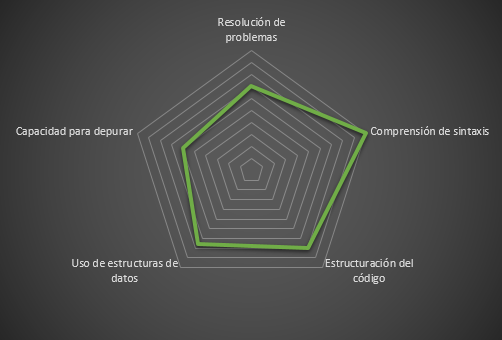 Resolución de
problemas
Comprensión de sintaxis
Estructuración del
código
Uso de estructuras de
datos
Capacidad para depurar